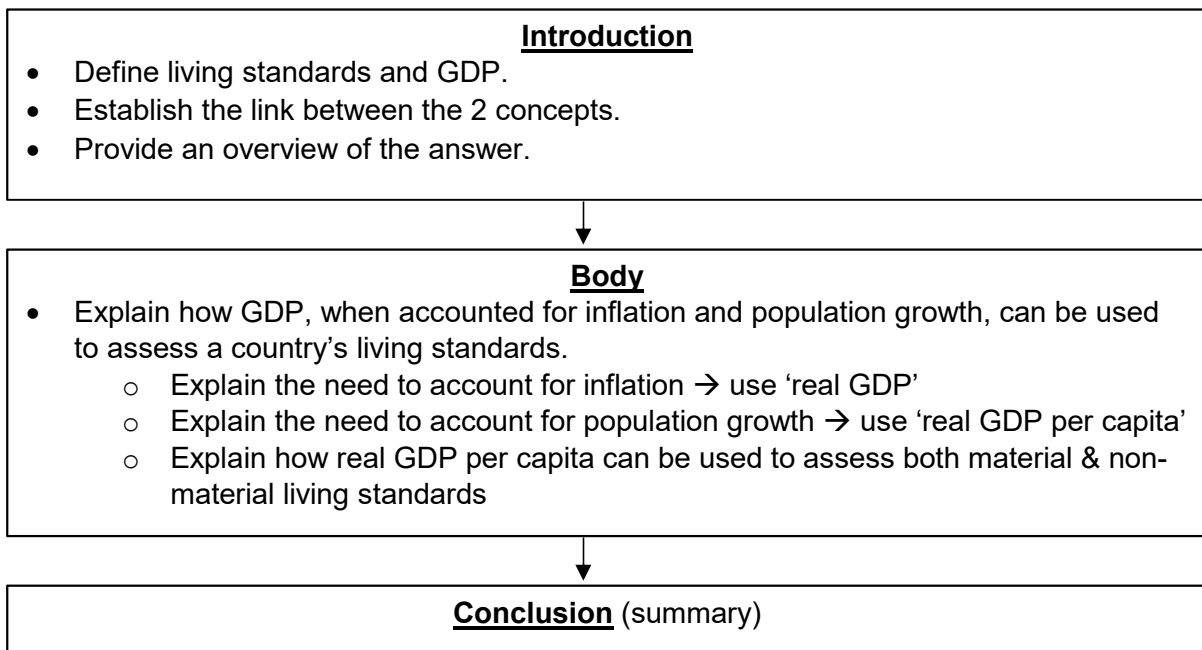 Introduction
• Define living standards and GDP.
• Establish the link between the 2 concepts.
• Provide an overview of the answer.
Body
• Explain how GDP, when accounted for inflation and population growth, can be used
to assess a country’s living standards.
o Explain the need to account for inflation → use ‘real GDP’
o Explain the need to account for population growth → use ‘real GDP per capita’
o Explain how real GDP per capita can be used to assess both material & non-
material living standards
Conclusion (summary)